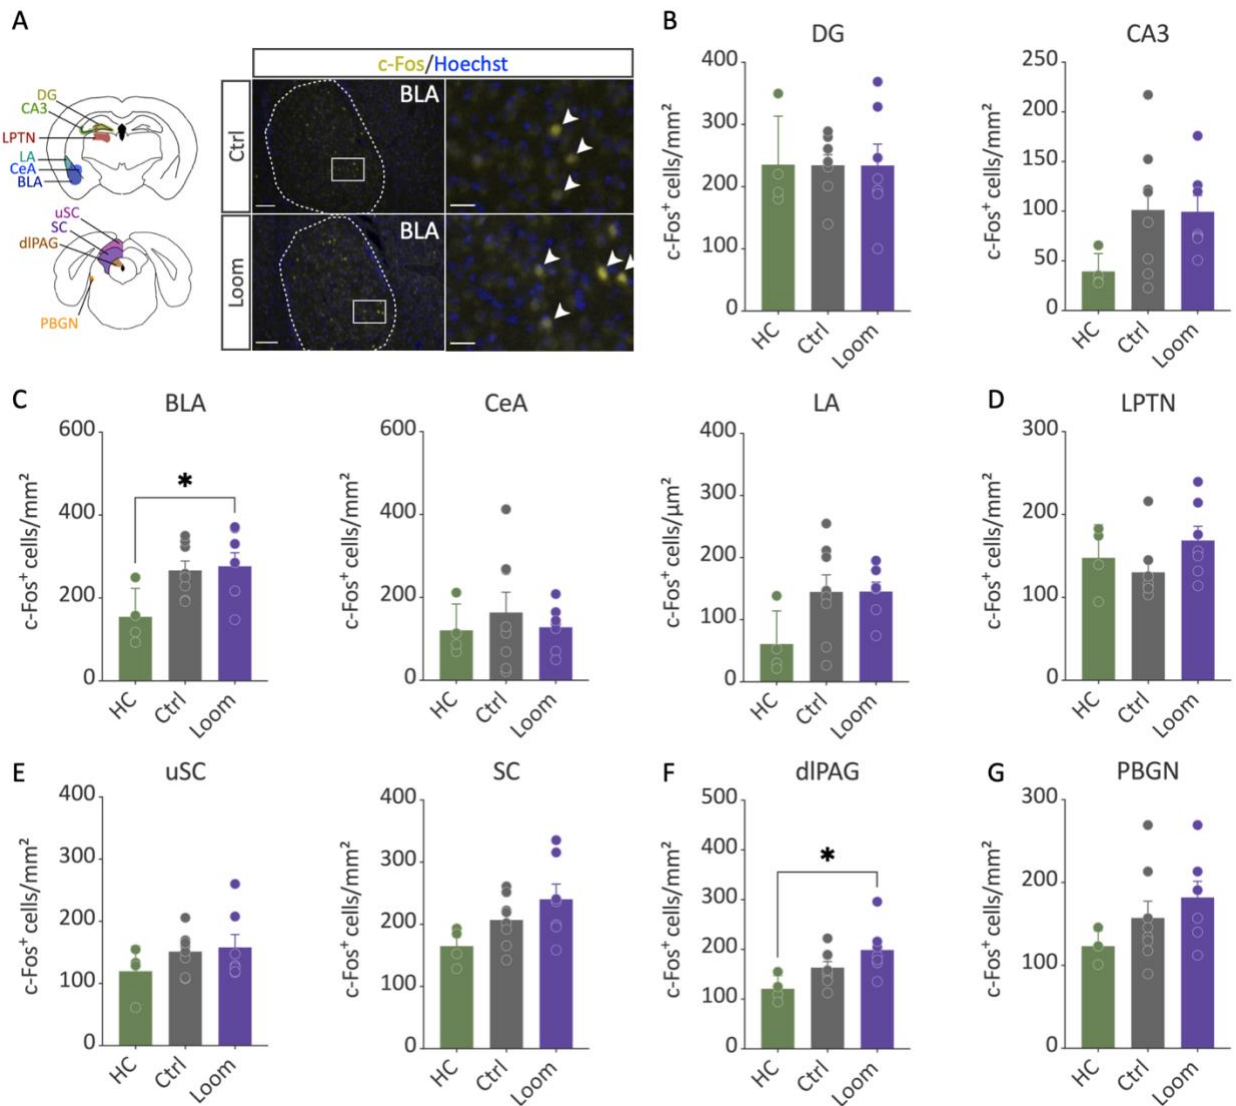 A
DG
CA3
LPTN
LA
CeA
BLA
uSC
SC
dlPAG
PBGN
c-Fos/Hoechst
Ctrl
BLA
Loom
BLA
B
DG
c-Fos⁺ cells/mm²
400
300
200
100
0
HC
Ctrl
Loom
CA3
c-Fos⁺ cells/mm²
250
200
150
100
50
0
HC
Ctrl
Loom
C
BLA
c-Fos⁺ cells/mm²
600
400
200
0
*
HC
Ctrl
Loom
CeA
c-Fos⁺ cells/mm²
600
400
200
0
HC
Ctrl
Loom
LA
c-Fos⁺ cells/µm²
400
300
200
100
0
HC
Ctrl
Loom
D
LPTN
c-Fos⁺ cells/mm²
300
200
100
0
HC
Ctrl
Loom
E
uSC
c-Fos⁺ cells/mm²
400
300
200
100
0
HC
Ctrl
Loom
SC
c-Fos⁺ cells/mm²
400
300
200
100
0
HC
Ctrl
Loom
F
dlPAG
c-Fos⁺ cells/mm²
500
400
300
200
100
0
*
HC
Ctrl
Loom
G
PBGN
c-Fos⁺ cells/mm²
300
200
100
0
HC
Ctrl
Loom